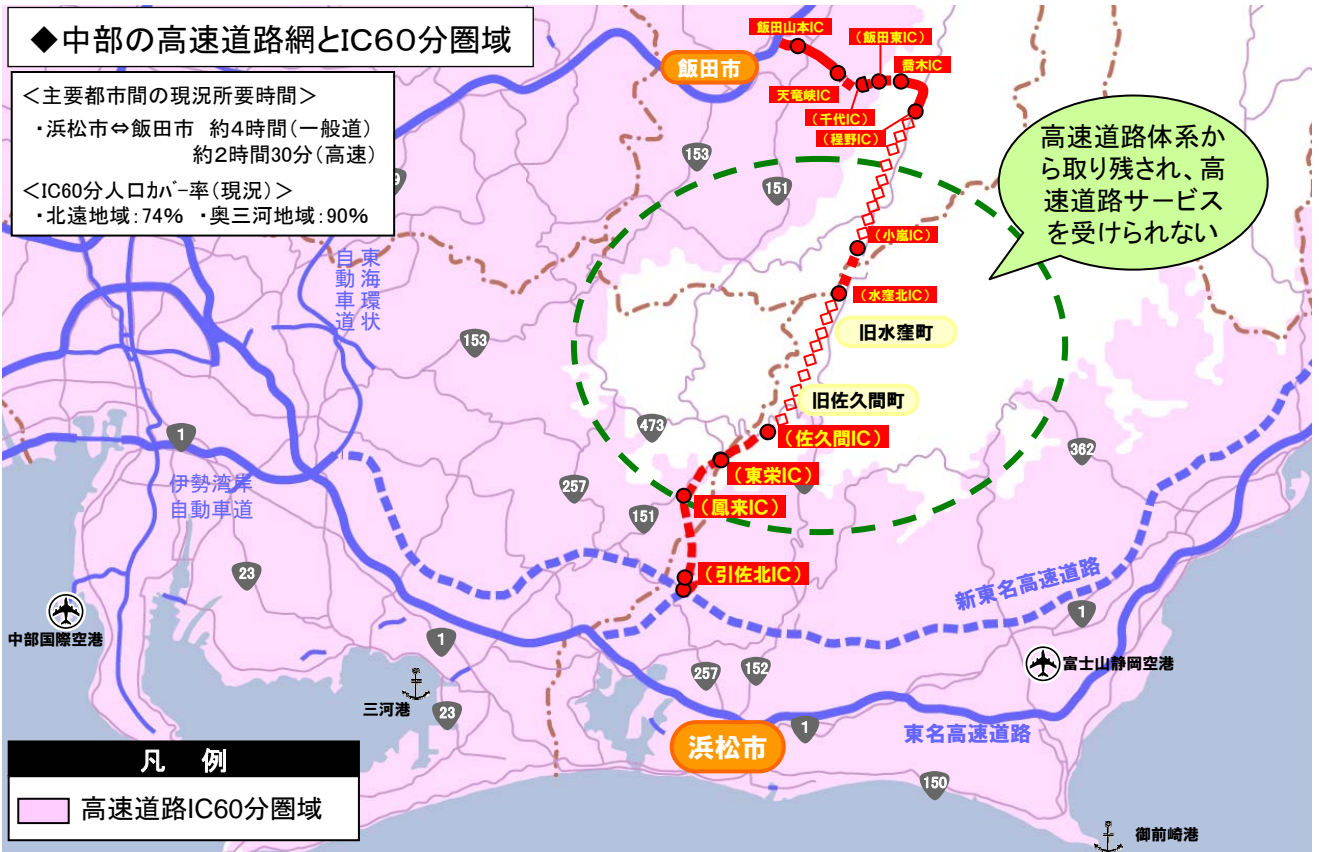 ◆中部の高速道路網とIC60分圏域
＜主要都市間の現況所要時間＞
・浜松市⇔飯田市　約4時間(一般道)
約2時間30分(高速)
＜IC60分人口ｶﾊﾞｰ率(現況)＞
・北遠地域:74%　・奥三河地域:90%
飯田山本IC
（飯田東IC）
飯田市
喬木IC
天竜峡IC
（千代IC）
（程野IC）
高速道路体系か
ら取り残され、高
速道路サービス
を受けられない
153
151
9
（小嵐IC）
東海環状
自動車道
（水窪北IC）
旧水窪町
153
旧佐久間町
473
（佐久間IC）
1
362
（東栄IC）
伊勢湾岸
自動車道
257
151
（鳳来IC）
23
（引佐北IC）
新東名高速道路
1
中部国際空港
1
257
152
富士山静岡空港
三河港
23
1
東名高速道路
浜松市
150
凡　例
高速道路IC60分圏域
御前崎港